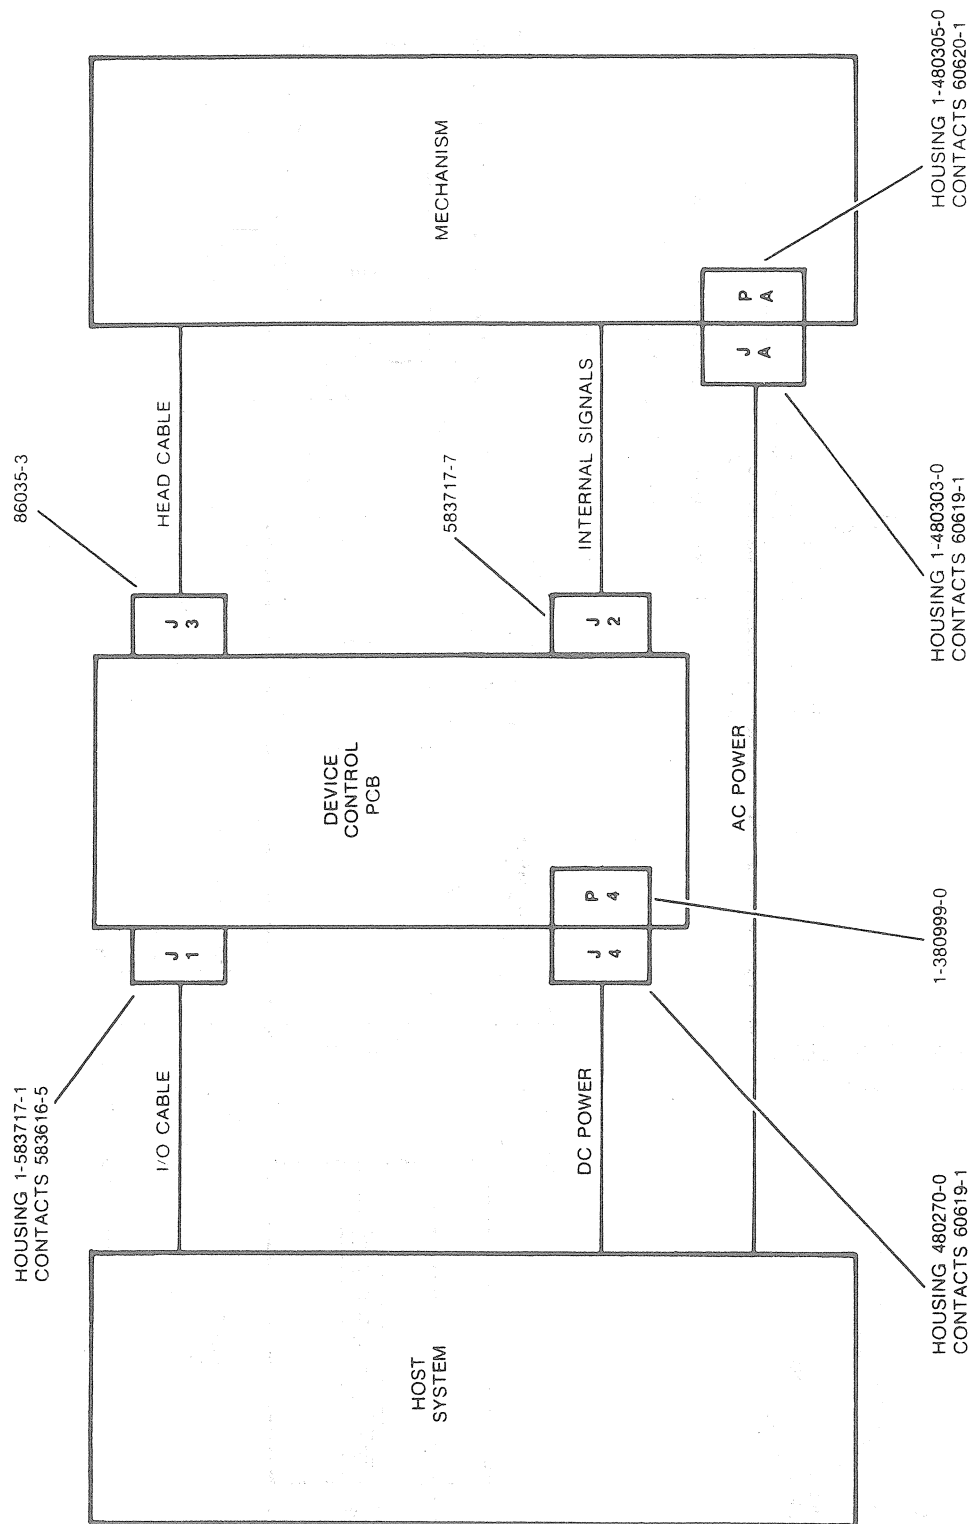 HOUSING 1-583717-1
CONTACTS 583616-5
86035-3
I/O CABLE
J
1
J
3
HEAD CABLE
583717-7
HOST
SYSTEM
DEVICE
CONTROL
PCB
MECHANISM
DC POWER
J
4
P
4
J
2
INTERNAL SIGNALS
AC POWER
J
A
P
A
HOUSING 480270-0
CONTACTS 60619-1
1-380999-0
HOUSING 1-480303-0
CONTACTS 60619-1
HOUSING 1-480305-0
CONTACTS 60620-1